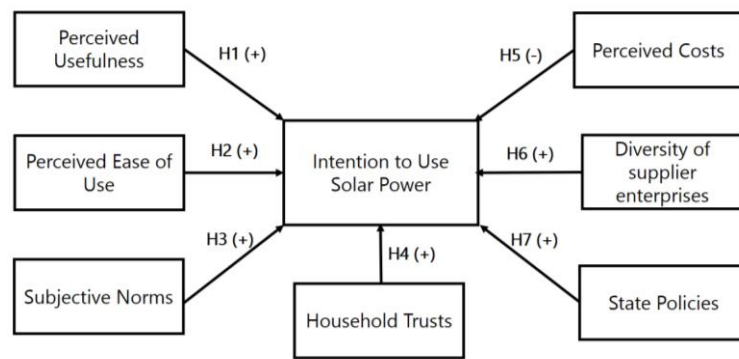 Perceived
Usefulness
H1 (+)
H5 (-)
Perceived Costs
Perceived Ease of
Use
H2 (+)
Intention to Use
Solar Power
H6 (+)
Diversity of
supplier
enterprises
H3 (+)
H4 (+)
H7 (+)
Subjective Norms
Household Trusts
State Policies